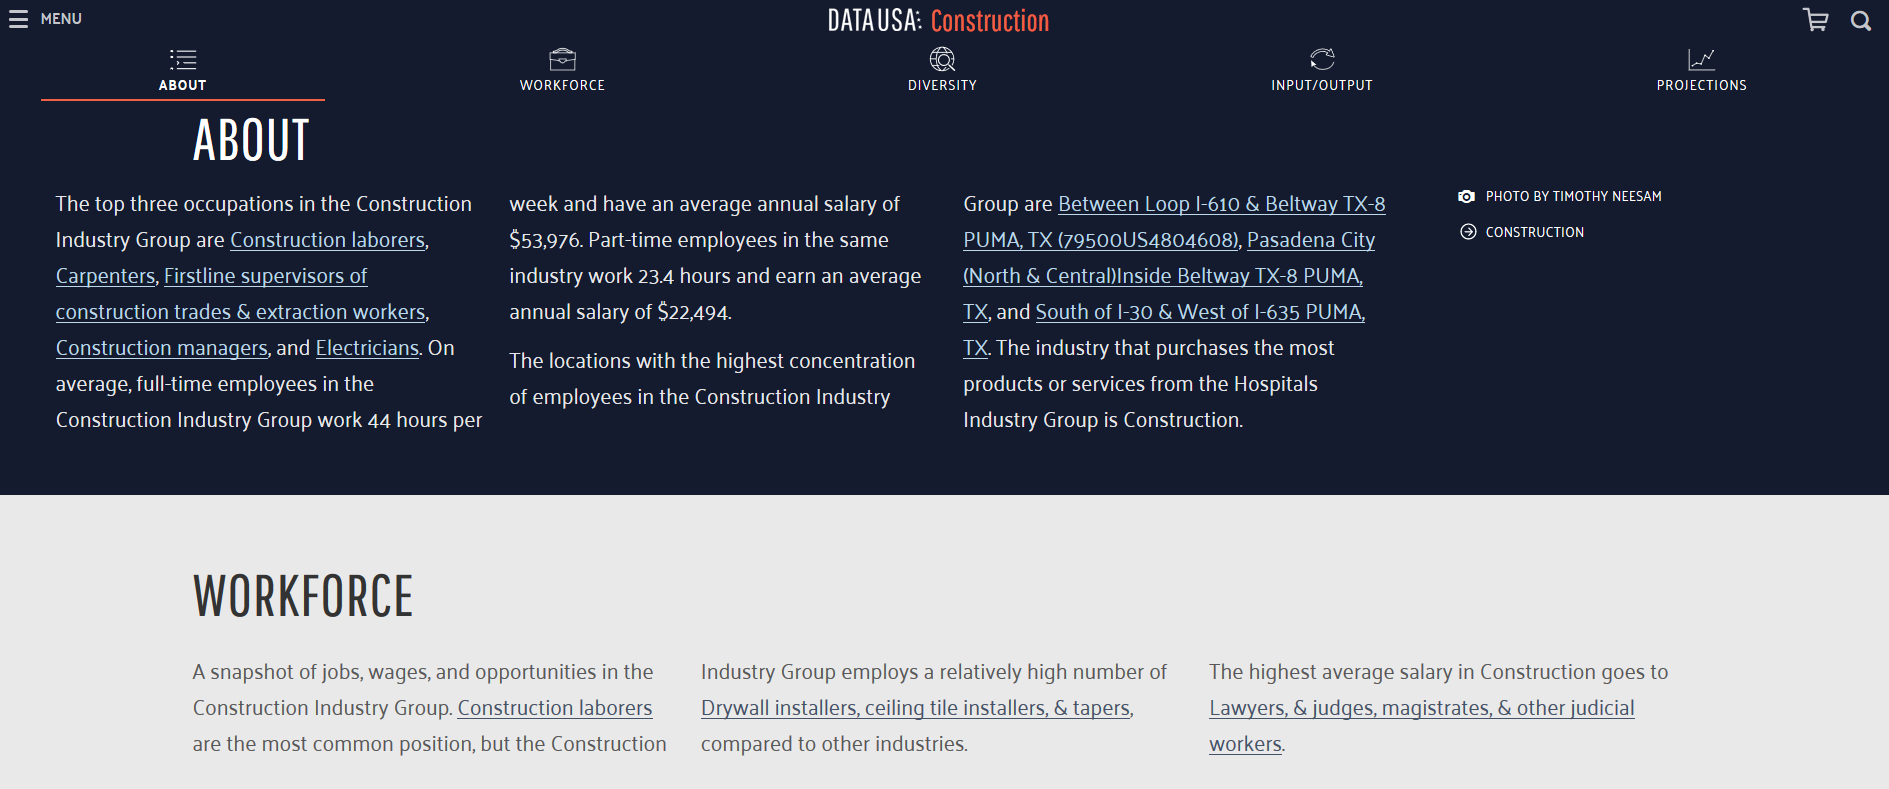 MENU
DATA USA: Construction
ABOUT
WORKFORCE
DIVERSITY
INPUT/OUTPUT
PROJECTIONS
ABOUT
The top three occupations in the Construction
Industry Group are Construction laborers,
Carpenters, Firstline supervisors of
construction trades & extraction workers,
Construction managers, and Electricians. On
average, full-time employees in the
Construction Industry Group work 44 hours per
week and have an average annual salary of
$53,976. Part-time employees in the same
industry work 23.4 hours and earn an average
annual salary of $22,494.
The locations with the highest concentration
of employees in the Construction Industry
Group are Between Loop I-610 & Beltway TX-8
PUMA, TX (79500US4804608), Pasadena City
(North & Central)Inside Beltway TX-8 PUMA,
TX, and South of I-30 & West of I-635 PUMA,
TX. The industry that purchases the most
products or services from the Hospitals
Industry Group is Construction.
PHOTO BY TIMOTHY NEESAM
CONSTRUCTION
WORKFORCE
A snapshot of jobs, wages, and opportunities in the
Construction Industry Group. Construction laborers
are the most common position, but the Construction
Industry Group employs a relatively high number of
Drywall installers, ceiling tile installers, & tapers,
compared to other industries.
The highest average salary in Construction goes to
Lawyers, & judges, magistrates, & other judicial
workers.